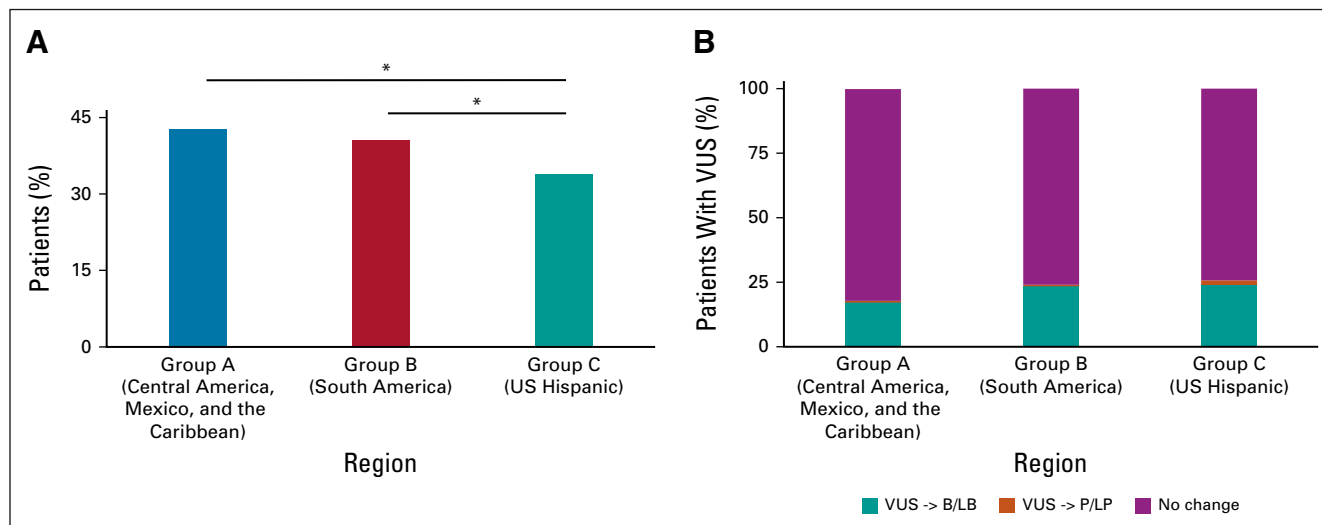 A
*
*
45
30
15
0
Patients (%)
Group A
(Central America,
Mexico, and the
Caribbean)
Group B
(South America)
Group C
(US Hispanic)
Region
B
100
75
50
25
0
Patients With VUS (%)
Group A
(Central America,
Mexico, and the
Caribbean)
Group B
(South America)
Group C
(US Hispanic)
Region
VUS -> B/LB
VUS -> P/LP
No change